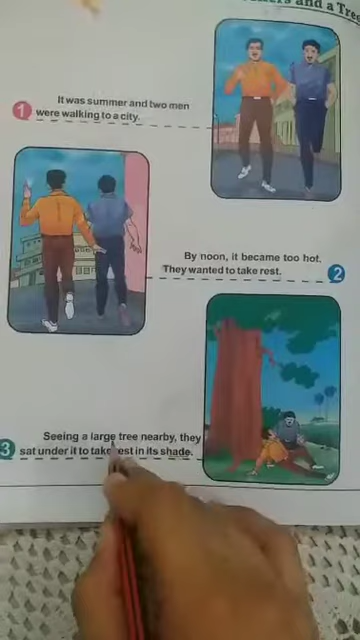 and a Tree
1 It was summer and two men
were walking to a city.
By noon, it became too hot.
They wanted to take rest. 2
Seeing a large tree nearby, they
3 sat under it to take rest in its shade.